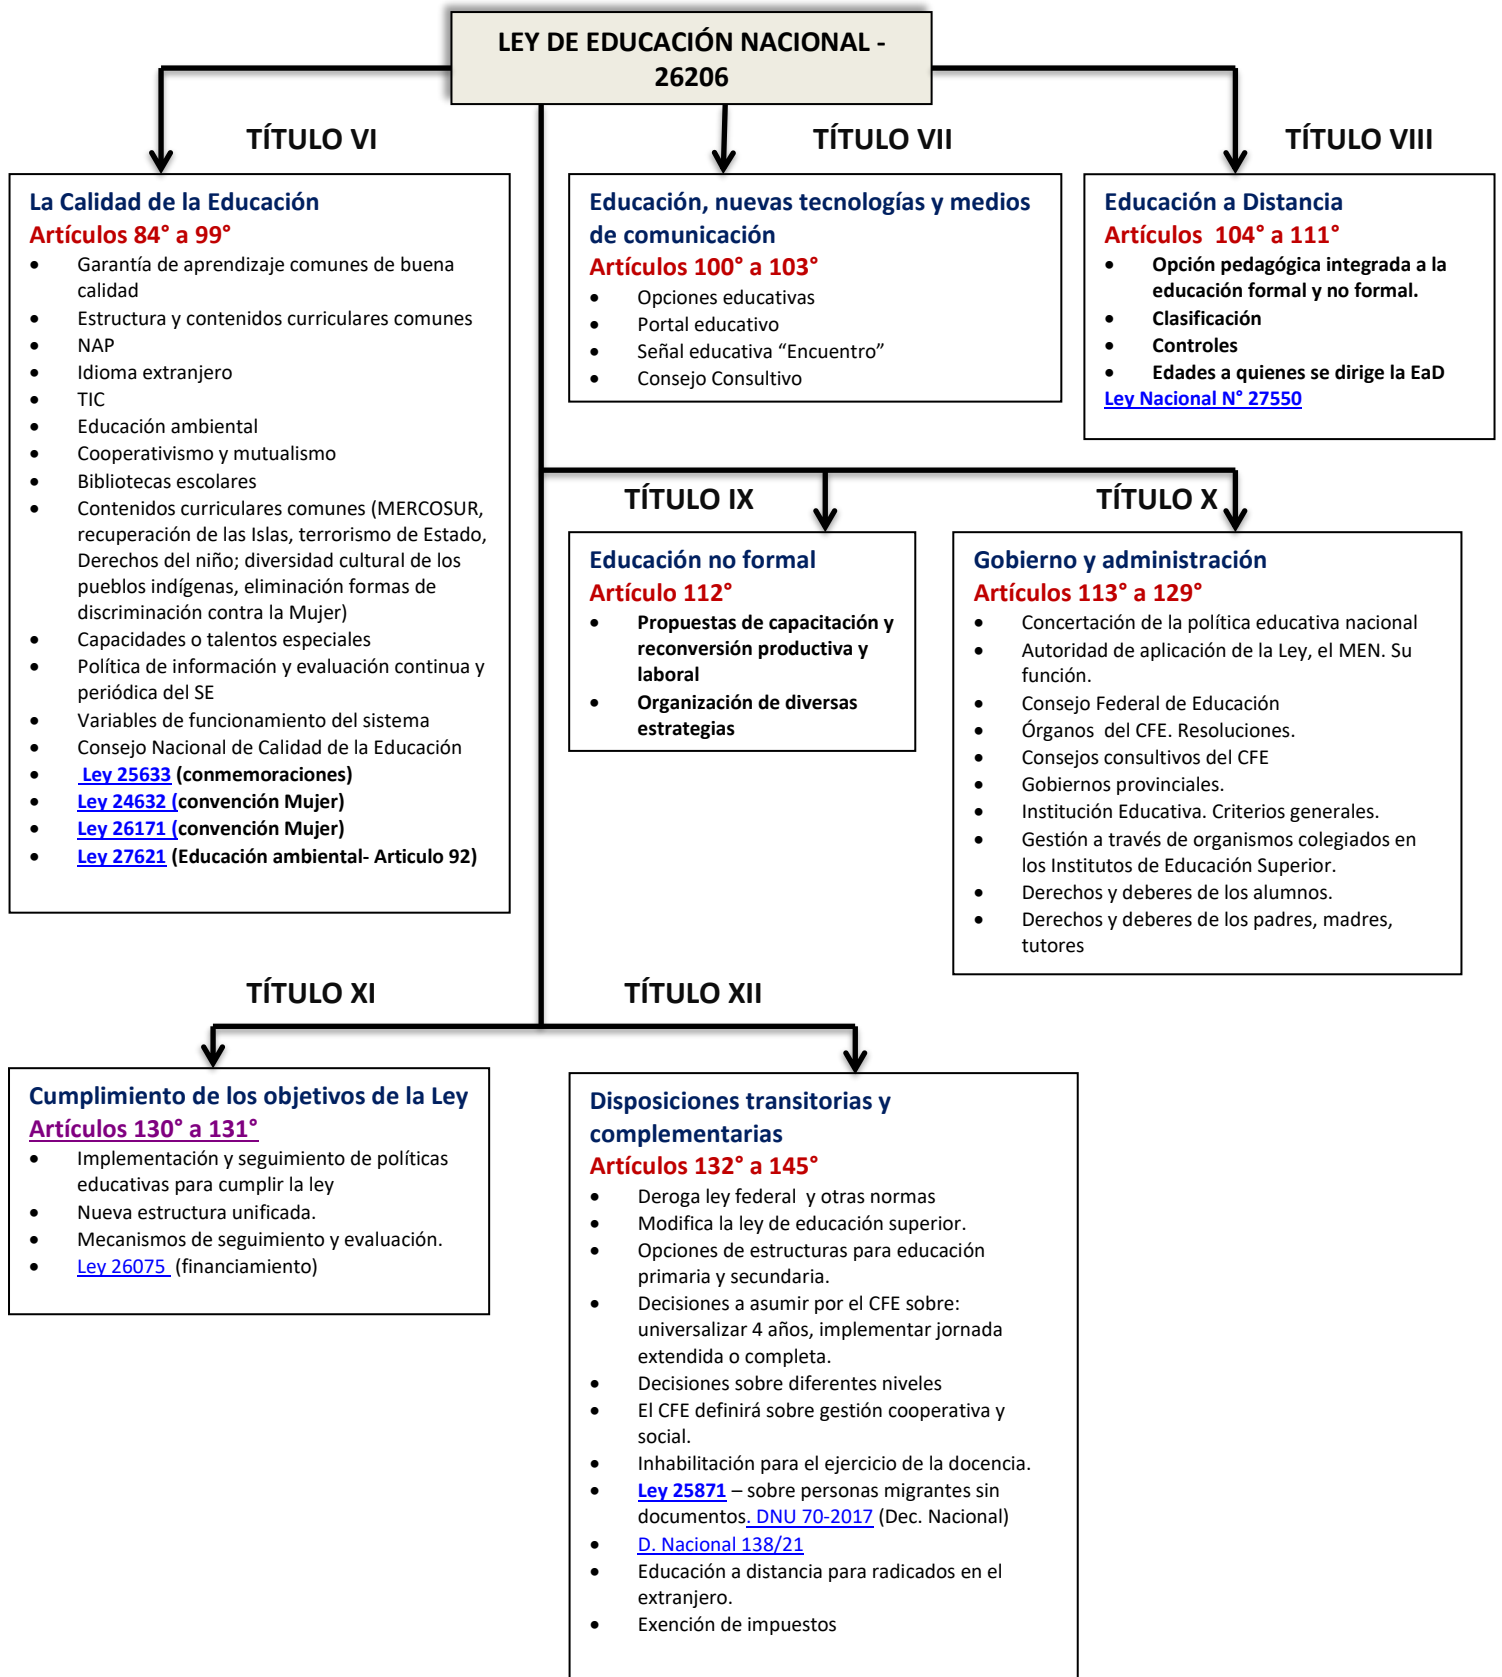 LEY DE EDUCACIÓN NACIONAL -
26206
TÍTULO VI
La Calidad de la Educación
Artículos 84° a 99°
• Garantía de aprendizaje comunes de buena
calidad
• Estructura y contenidos curriculares comunes
• NAP
• Idioma extranjero
• TIC
• Educación ambiental
• Cooperativismo y mutualismo
• Bibliotecas escolares
• Contenidos curriculares comunes (MERCOSUR,
recuperación de las Islas, terrorismo de Estado,
Derechos del niño; diversidad cultural de los
pueblos indígenas, eliminación formas de
discriminación contra la Mujer)
• Capacidades o talentos especiales
• Política de información y evaluación continua y
periódica del SE
• Variables de funcionamiento del sistema
• Consejo Nacional de Calidad de la Educación
• Ley 25633 (conmemoraciones)
• Ley 24632 (convención Mujer)
• Ley 26171 (convención Mujer)
• Ley 27621 (Educación ambiental- Articulo 92)
TÍTULO VII
Educación, nuevas tecnologías y medios
de comunicación
Artículos 100° a 103°
• Opciones educativas
• Portal educativo
• Señal educativa “Encuentro”
• Consejo Consultivo
TÍTULO VIII
Educación a Distancia
Artículos 104° a 111°
• Opción pedagógica integrada a la
educación formal y no formal.
• Clasificación
• Controles
• Edades a quienes se dirige la EaD
Ley Nacional N° 27550
TÍTULO IX
Educación no formal
Artículo 112°
• Propuestas de capacitación y
reconversión productiva y
laboral
• Organización de diversas
estrategias
TÍTULO X
Gobierno y administración
Artículos 113° a 129°
• Concertación de la política educativa nacional
• Autoridad de aplicación de la Ley, el MEN. Su
función.
• Consejo Federal de Educación
• Órganos del CFE. Resoluciones.
• Consejos consultivos del CFE
• Gobiernos provinciales.
• Institución Educativa. Criterios generales.
• Gestión a través de organismos colegiados en
los Institutos de Educación Superior.
• Derechos y deberes de los alumnos.
• Derechos y deberes de los padres, madres,
tutores
TÍTULO XI
Cumplimiento de los objetivos de la Ley
Artículos 130° a 131°
• Implementación y seguimiento de políticas
educativas para cumplir la ley
• Nueva estructura unificada.
• Mecanismos de seguimiento y evaluación.
• Ley 26075 (financiamiento)
TÍTULO XII
Disposiciones transitorias y
complementarias
Artículos 132° a 145°
• Deroga ley federal y otras normas
• Modifica la ley de educación superior.
• Opciones de estructuras para educación
primaria y secundaria.
• Decisiones a asumir por el CFE sobre:
universalizar 4 años, implementar jornada
extendida o completa.
• Decisiones sobre diferentes niveles
• El CFE definirá sobre gestión cooperativa y
social.
• Inhabilitación para el ejercicio de la docencia.
• Ley 25871 – sobre personas migrantes sin
documentos. DNU 70-2017 (Dec. Nacional)
• D. Nacional 138/21
• Educación a distancia para radicados en el
extranjero.
• Exención de impuestos